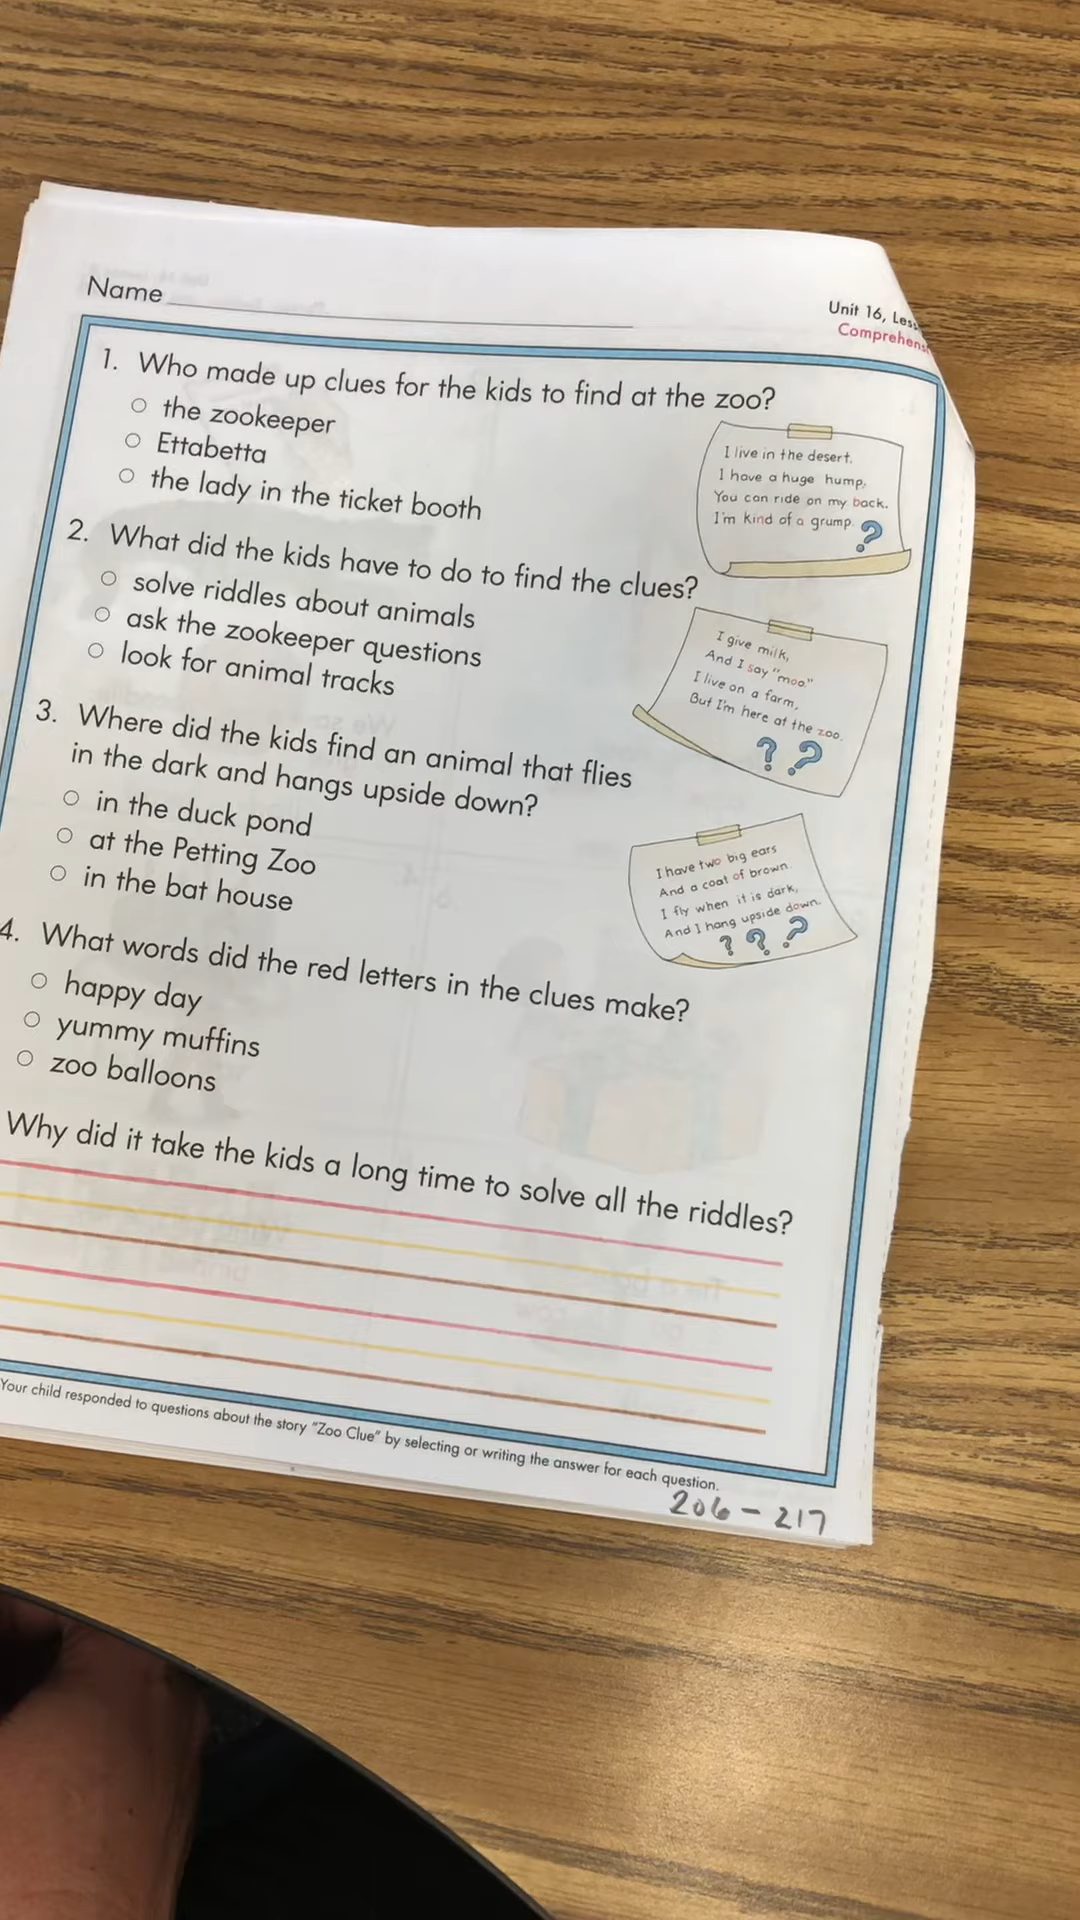 Name
Unit 16,
1. Who made up clues for the kids to find at the zoo?
the zookeeper
Ettabetta
the lady in the ticket booth
2. What did the kids have to do to find the clues?
solve riddles about animals
ask the zookeeper questions
look for animal tracks
3. Where did the kids find an animal that flies
in the dark and hangs upside down?
in the duck pond
at the Petting Zoo
in the bat house
4. What words did the red letters in the clues make?
happy day
yummy muffins
zoo balloons
Why did it take the kids a long time to solve all the riddles?
I live in the desert.
I have a huge hump,
You can ride on my back.
I'm kind of a grump.
?
I give milk,
And I say "moo."
I live on a farm,
But I'm here at the zoo.
? ?
I have two big ears
And a coat of brown.
I fly when it is dark,
And I hang upside down.
? ? ?
Your child responded to questions about the story "Zoo Clue" by selecting or writing the answer for each question.
206 - 217